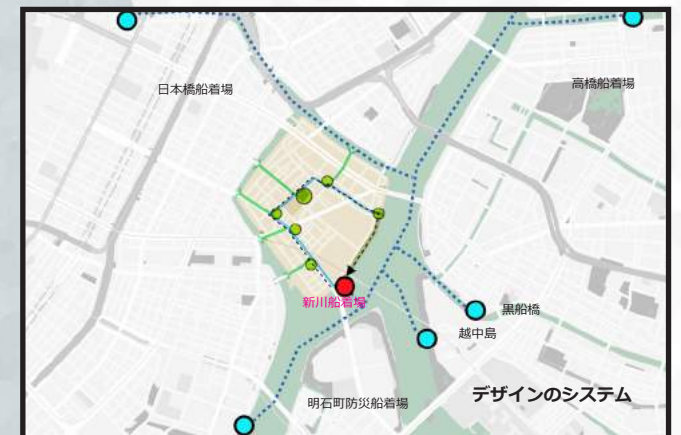 日本橋船着場
高橋船着場
新川船着場
黒船橋
越中島
デザインのシステム
明石町防災船着場